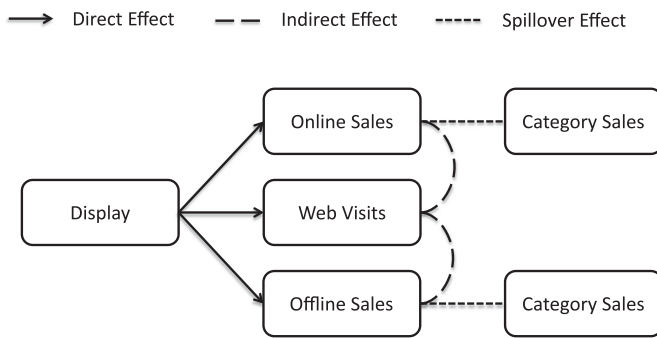 Direct Effect Indirect Effect Spillover Effect
Online Sales Category Sales
Display Web Visits
Offline Sales Category Sales